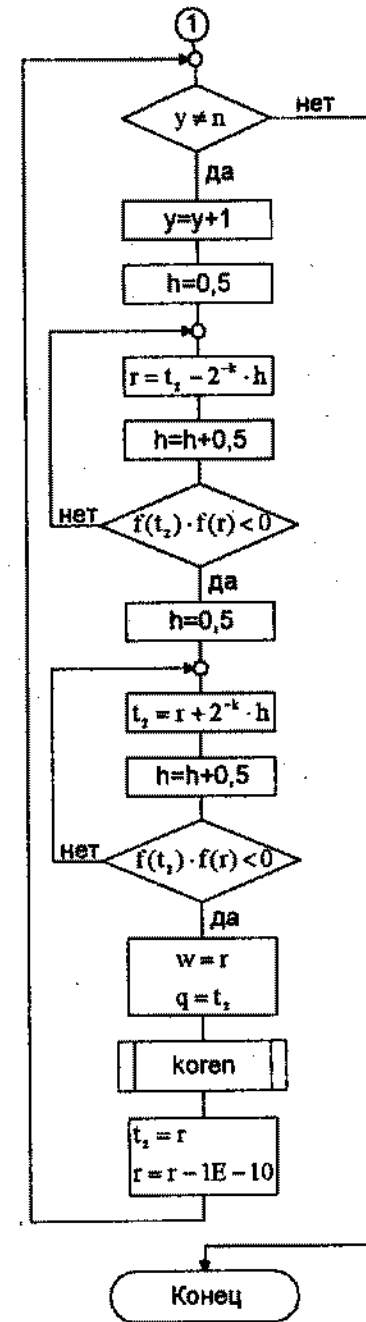 1
y ≠ n
нет
да
y=y+1
h=0,5
r = t₂ − 2⁻ᵏ · h
h=h+0,5
нет
f(t₂) · f(r) < 0
да
h=0,5
t₂ = r + 2⁻ᵏ · h
h=h+0,5
нет
f(t₂) · f(r) < 0
да
w = r
q = t₂
koren
t₂ = r
r = r − 1E − 10
Конец